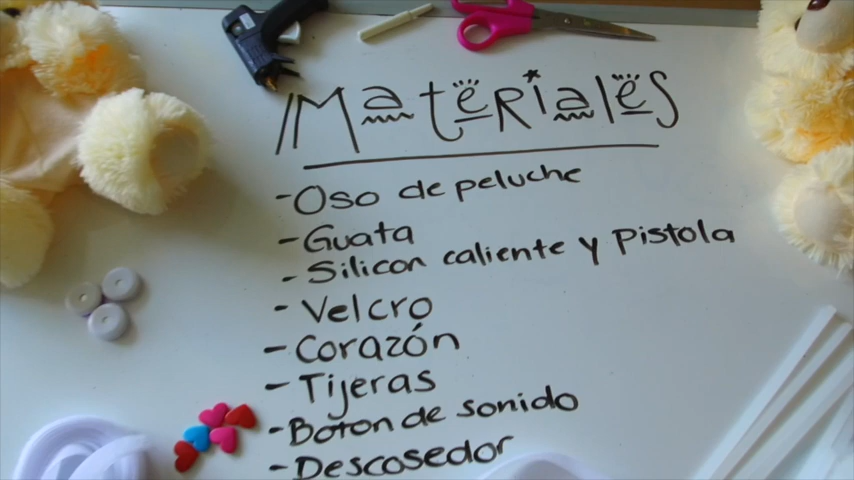 Materiales
- Oso de peluche
- Guata
- Silicon caliente y pistola
- Velcro
- Corazón
- Tijeras
- Boton de sonido
- Descosedor